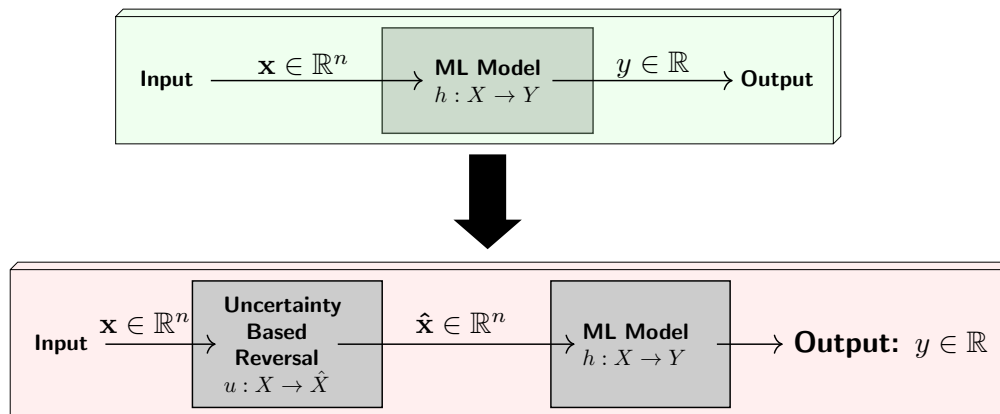 Input
𝐱 ∈ ℝⁿ
ML Model
h : X → Y
y ∈ ℝ
Output
Input
𝐱 ∈ ℝⁿ
Uncertainty
Based
Reversal
u : X → X̂
𝐱̂ ∈ ℝⁿ
ML Model
h : X → Y
Output: y ∈ ℝ